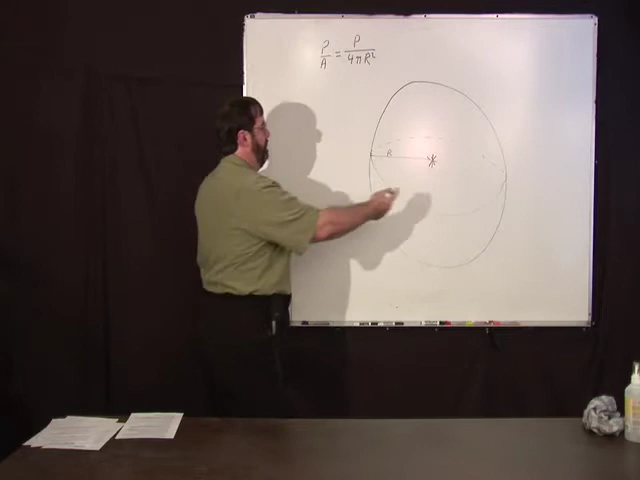 P/A = P/4πR²
R